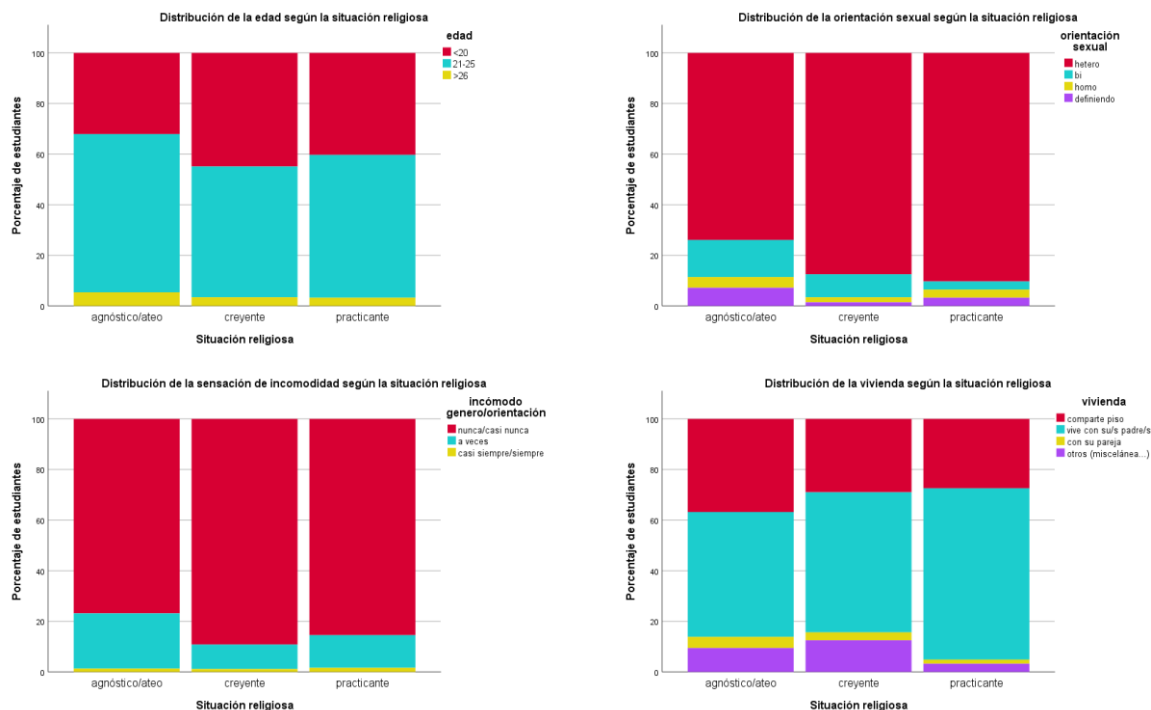 Distribución de la edad según la situación religiosa
edad
<20
21-25
>26
Porcentaje de estudiantes
100
80
60
40
20
0
agnóstico/ateo
creyente
practicante
Situación religiosa
Distribución de la orientación sexual según la situación religiosa
orientación
sexual
hetero
bi
homo
definiendo
Porcentaje de estudiantes
100
80
60
40
20
0
agnóstico/ateo
creyente
practicante
Situación religiosa
Distribución de la sensación de incomodidad según la situación religiosa
incómodo
genero/orientación
nunca/casi nunca
a veces
casi siempre/siempre
Porcentaje de estudiantes
100
80
60
40
20
0
agnóstico/ateo
creyente
practicante
Situación religiosa
Distribución de la vivienda según la situación religiosa
vivienda
comparte piso
vive con su/s padre/s
con su pareja
otros (miscelánea...)
Porcentaje de estudiantes
100
80
60
40
20
0
agnóstico/ateo
creyente
practicante
Situación religiosa